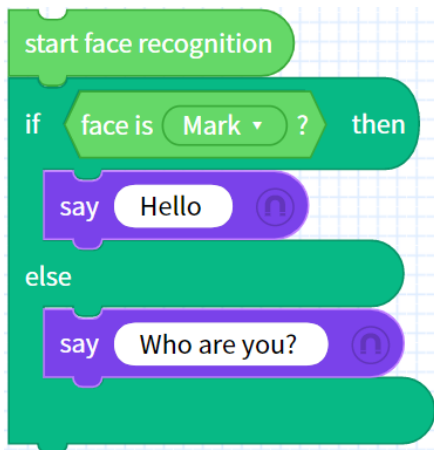 start face recognition
if face is Mark ? then
say Hello
else
say Who are you?